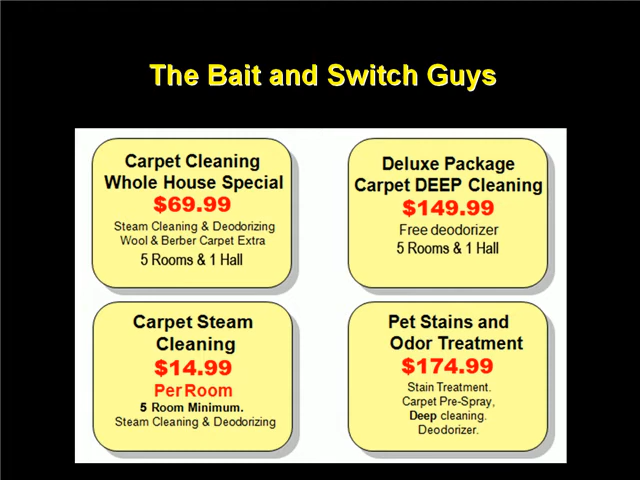 The Bait and Switch Guys
Carpet Cleaning
Whole House Special
$69.99
Steam Cleaning & Deodorizing
Wool & Berber Carpet Extra
5 Rooms & 1 Hall
Deluxe Package
Carpet DEEP Cleaning
$149.99
Free deodorizer
5 Rooms & 1 Hall
Carpet Steam
Cleaning
$14.99
Per Room
5 Room Minimum.
Steam Cleaning & Deodorizing
Pet Stains and
Odor Treatment
$174.99
Stain Treatment.
Carpet Pre-Spray,
Deep cleaning.
Deodorizer.